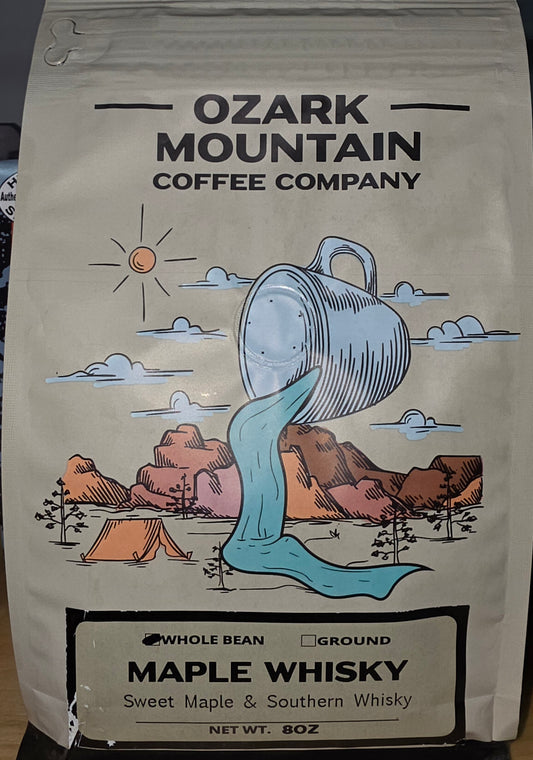 OZARK
MOUNTAIN
COFFEE COMPANY
WHOLE BEAN GROUND
MAPLE WHISKY
Sweet Maple & Southern Whisky
NET WT. 8OZ